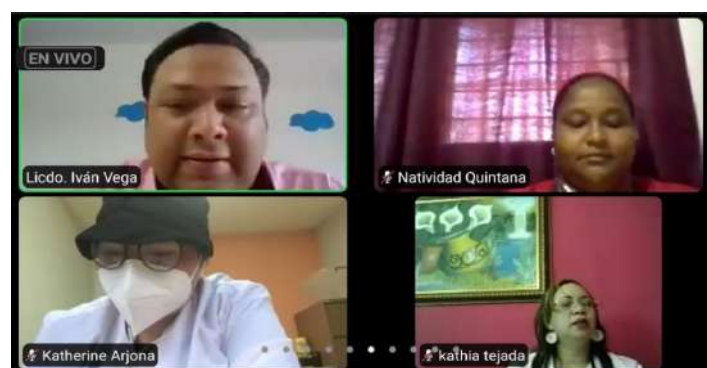 EN VIVO
Licdo. Iván Vega
Natividad Quintana
Katherine Arjona
kathia tejada